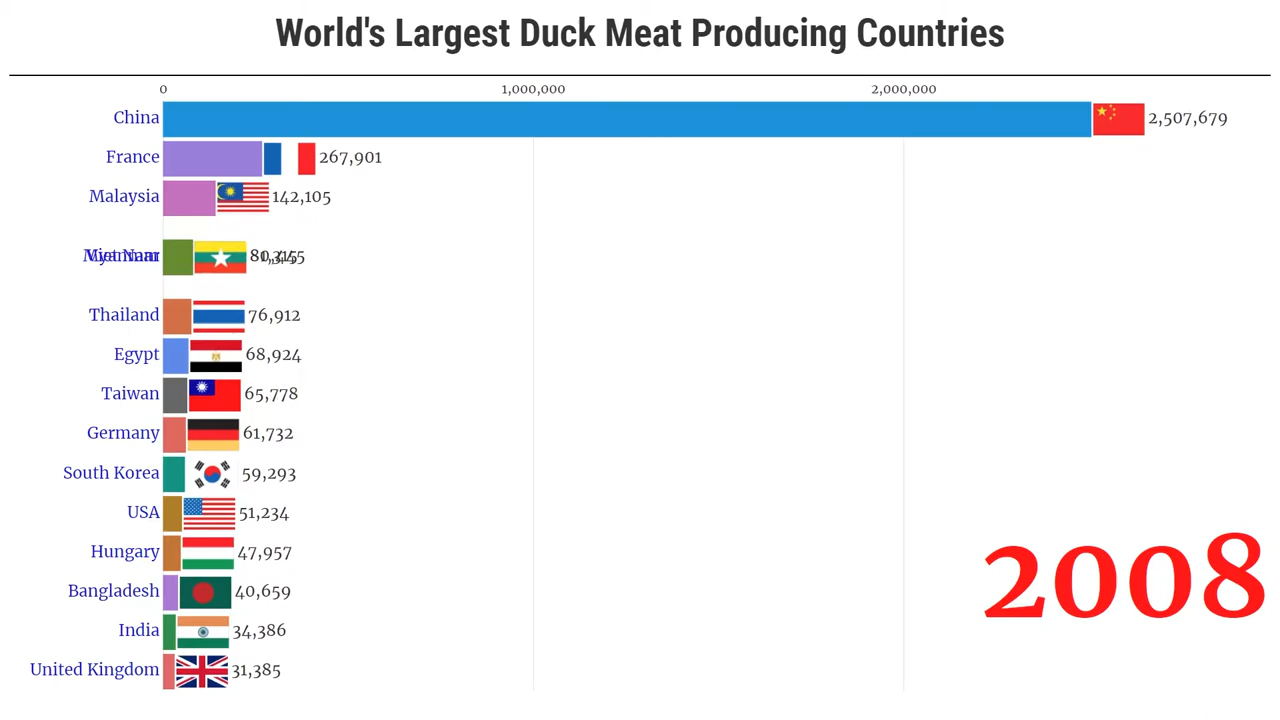 World's Largest Duck Meat Producing Countries
0 1,000,000 2,000,000
China 2,507,679
France 267,901
Malaysia 142,105
Thailand 76,912
Egypt 68,924
Taiwan 65,778
Germany 61,732
South Korea 59,293
USA 51,234
Hungary 47,957
Bangladesh 40,659
India 34,386
United Kingdom 31,385
2008